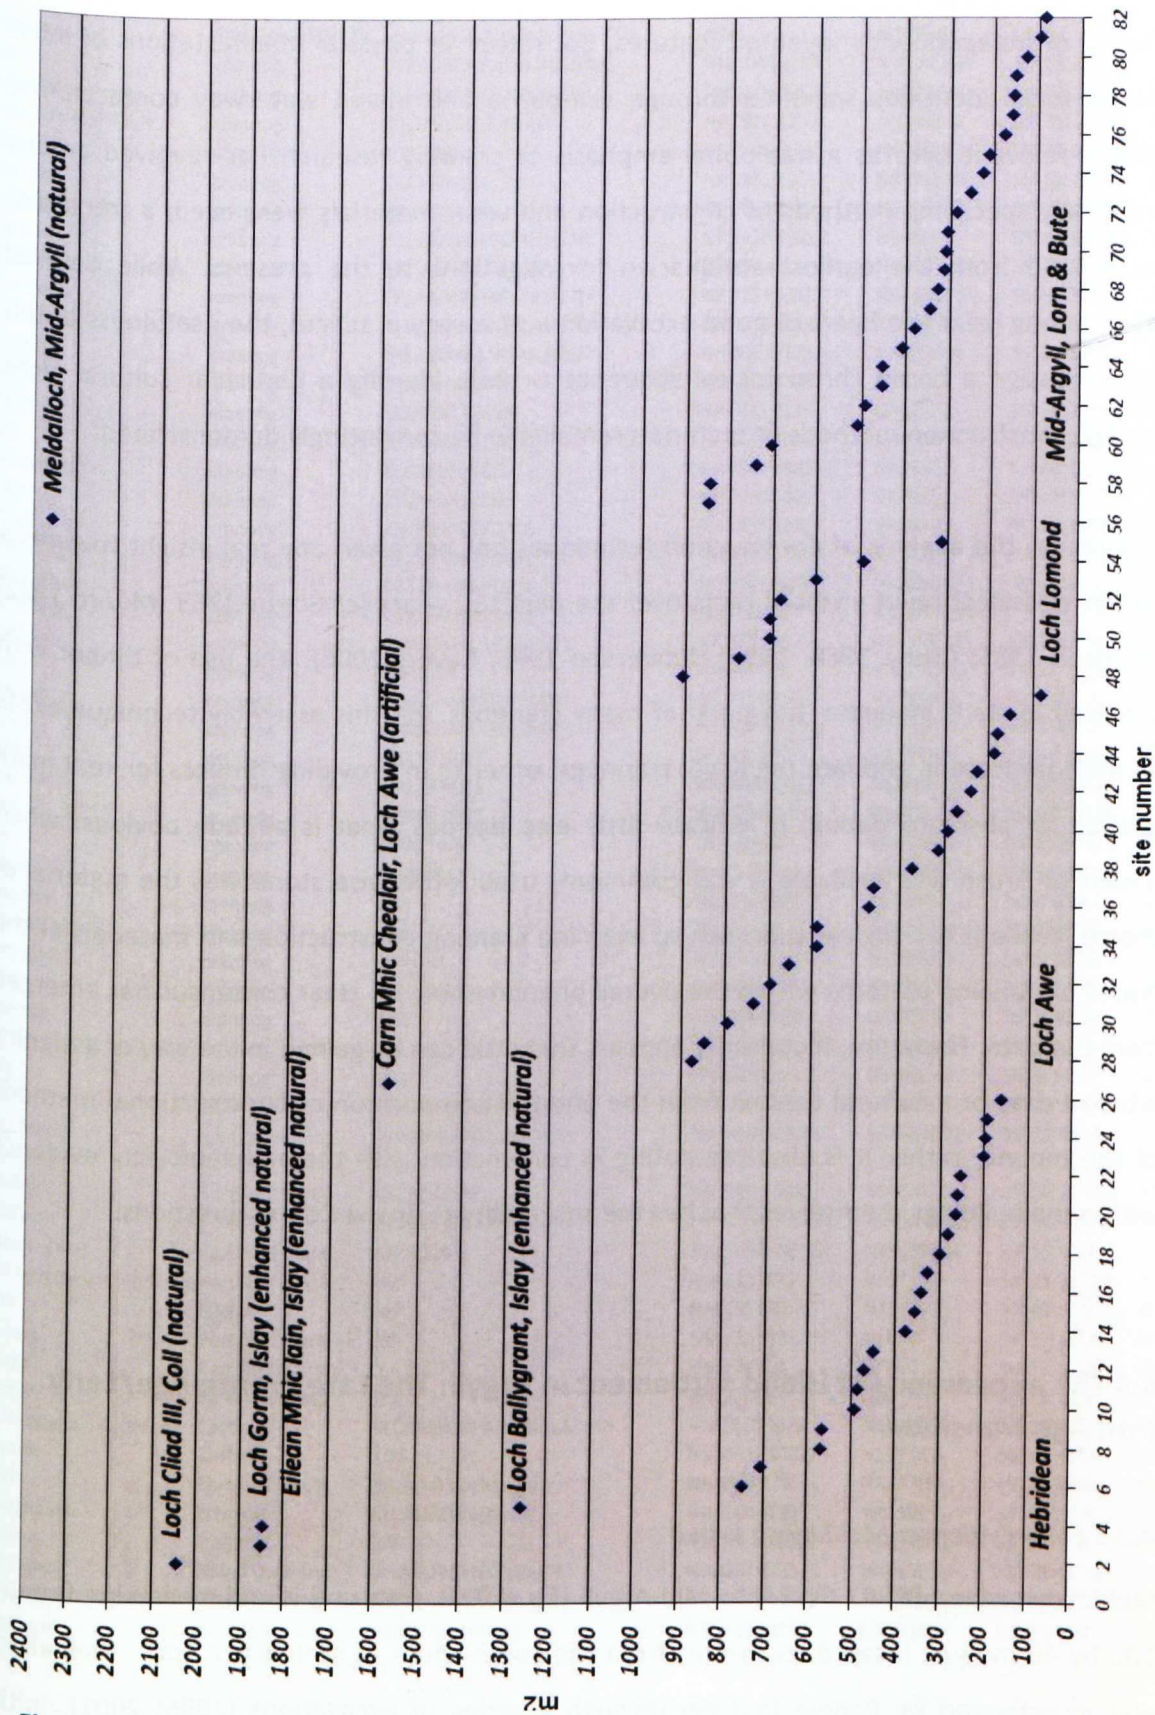 2400
2300
2200
2100
2000
1900
1800
1700
1600
1500
1400
1300
1200
1100
1000
900
800
700
600
500
400
300
200
100
0
m2
Meldalloch, Mid-Argyll (natural)
Loch Cliad III, Coll (natural)
Loch Gorm, Islay (enhanced natural)
Eilean Mhic Iain, Islay (enhanced natural)
Carn Mhic Chealair, Loch Awe (artificial)
Loch Ballygrant, Islay (enhanced natural)
Hebridean
Loch Awe
Loch Lomond
Mid-Argyll, Lorn & Bute
0 2 4 6 8 10 12 14 16 18 20 22 24 26 28 30 32 34 36 38 40 42 44 46 48 50 52 54 56 58 60 62 64 66 68 70 72 74 76 78 80 82
site number